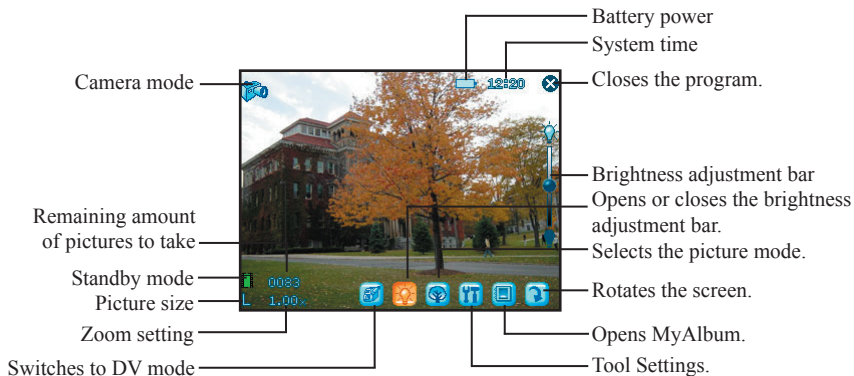 Battery power
System time
Camera mode
Closes the program.
12:20
Brightness adjustment bar
Opens or closes the brightness
adjustment bar.
Selects the picture mode.
Remaining amount
of pictures to take
Standby mode
0083
Picture size
L 1.00x
Rotates the screen.
Zoom setting
Opens MyAlbum.
Switches to DV mode
Tool Settings.